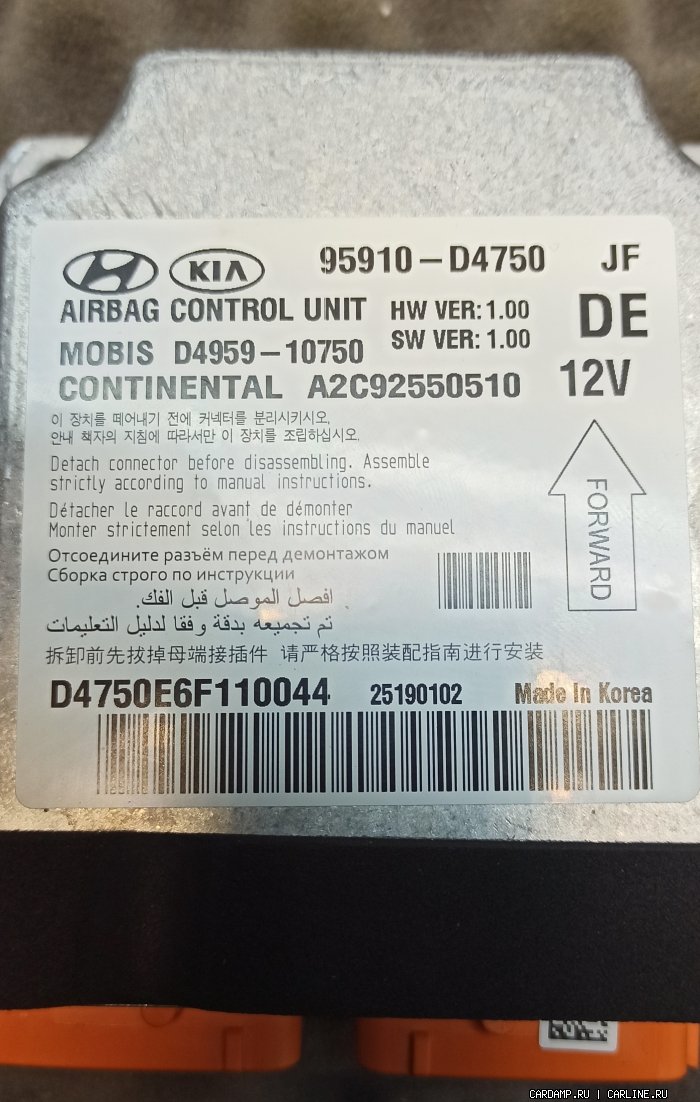 KIA 95910-D4750 JF
AIRBAG CONTROL UNIT HW VER: 1.00 DE
MOBIS D4959-10750 SW VER: 1.00
CONTINENTAL A2C92550510 12V
이 장치를 떼어내기 전에 커넥터를 분리시키시오.
안내 책자의 지침에 따라서만 이 장치를 조립하십시오.
Detach connector before disassembling. Assemble
strictly according to manual instructions.
Détacher le raccord avant de démonter
Monter strictement selon les instructions du manuel
FORWARD
Отсоедините разъём перед демонтажом
Сборка строго по инструкции
افصل الموصل قبل الفك.
تم تجميعه بدقة وفقا لدليل التعليمات
拆卸前先拔掉母端接插件 请严格按照装配指南进行安装
D4750E6F110044 25190102 Made In Korea
CARDAMP.RU | CARLINE.RU